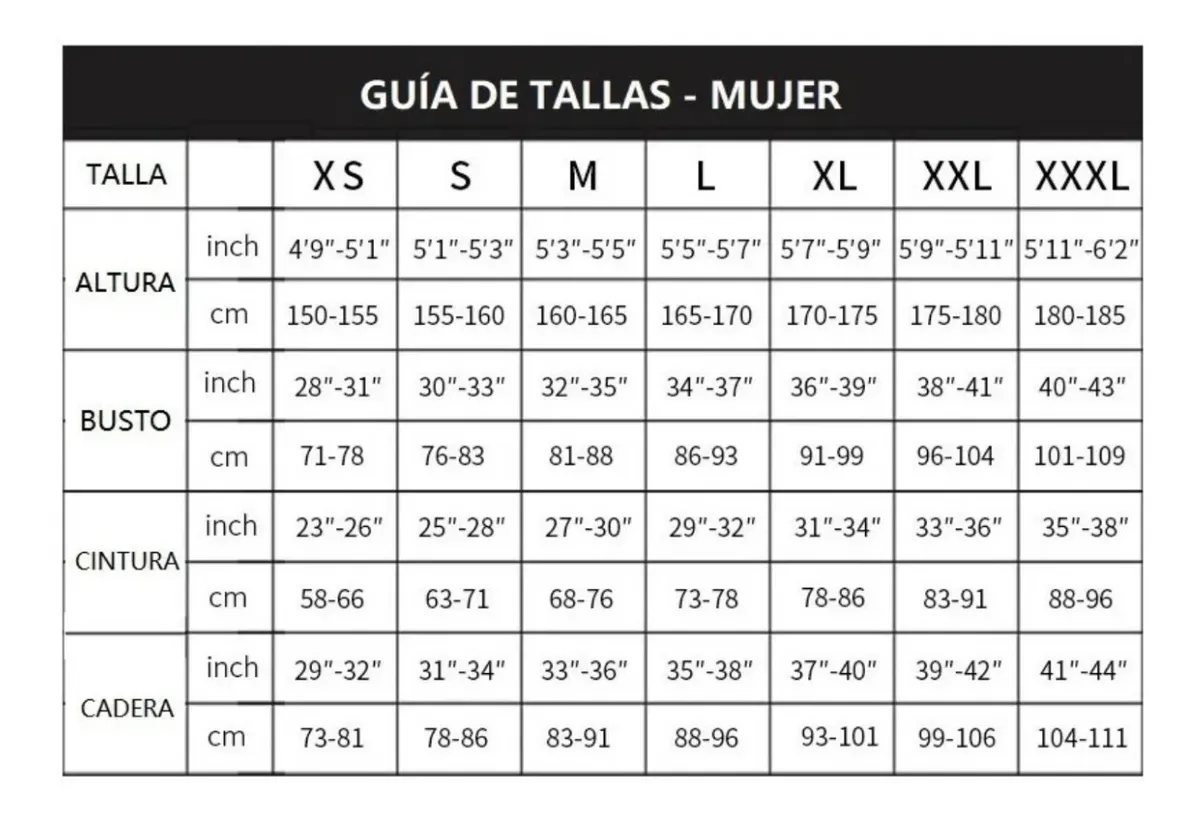 GUÍA DE TALLAS - MUJER
TALLA XS S M L XL XXL XXXL
ALTURA
inch 4'9"-5'1" 5'1"-5'3" 5'3"-5'5" 5'5"-5'7" 5'7"-5'9" 5'9"-5'11" 5'11"-6'2"
cm 150-155 155-160 160-165 165-170 170-175 175-180 180-185
BUSTO
inch 28"-31" 30"-33" 32"-35" 34"-37" 36"-39" 38"-41" 40"-43"
cm 71-78 76-83 81-88 86-93 91-99 96-104 101-109
CINTURA
inch 23"-26" 25"-28" 27"-30" 29"-32" 31"-34" 33"-36" 35"-38"
cm 58-66 63-71 68-76 73-78 78-86 83-91 88-96
CADERA
inch 29"-32" 31"-34" 33"-36" 35"-38" 37"-40" 39"-42" 41"-44"
cm 73-81 78-86 83-91 88-96 93-101 99-106 104-111